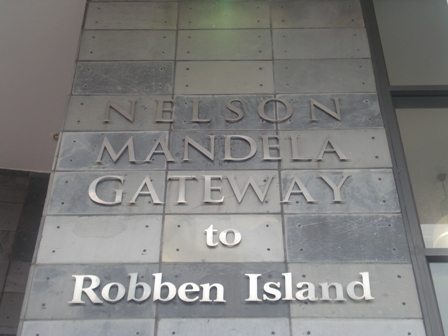 NELSON
MANDELA
GATEWAY
to
Robben Island